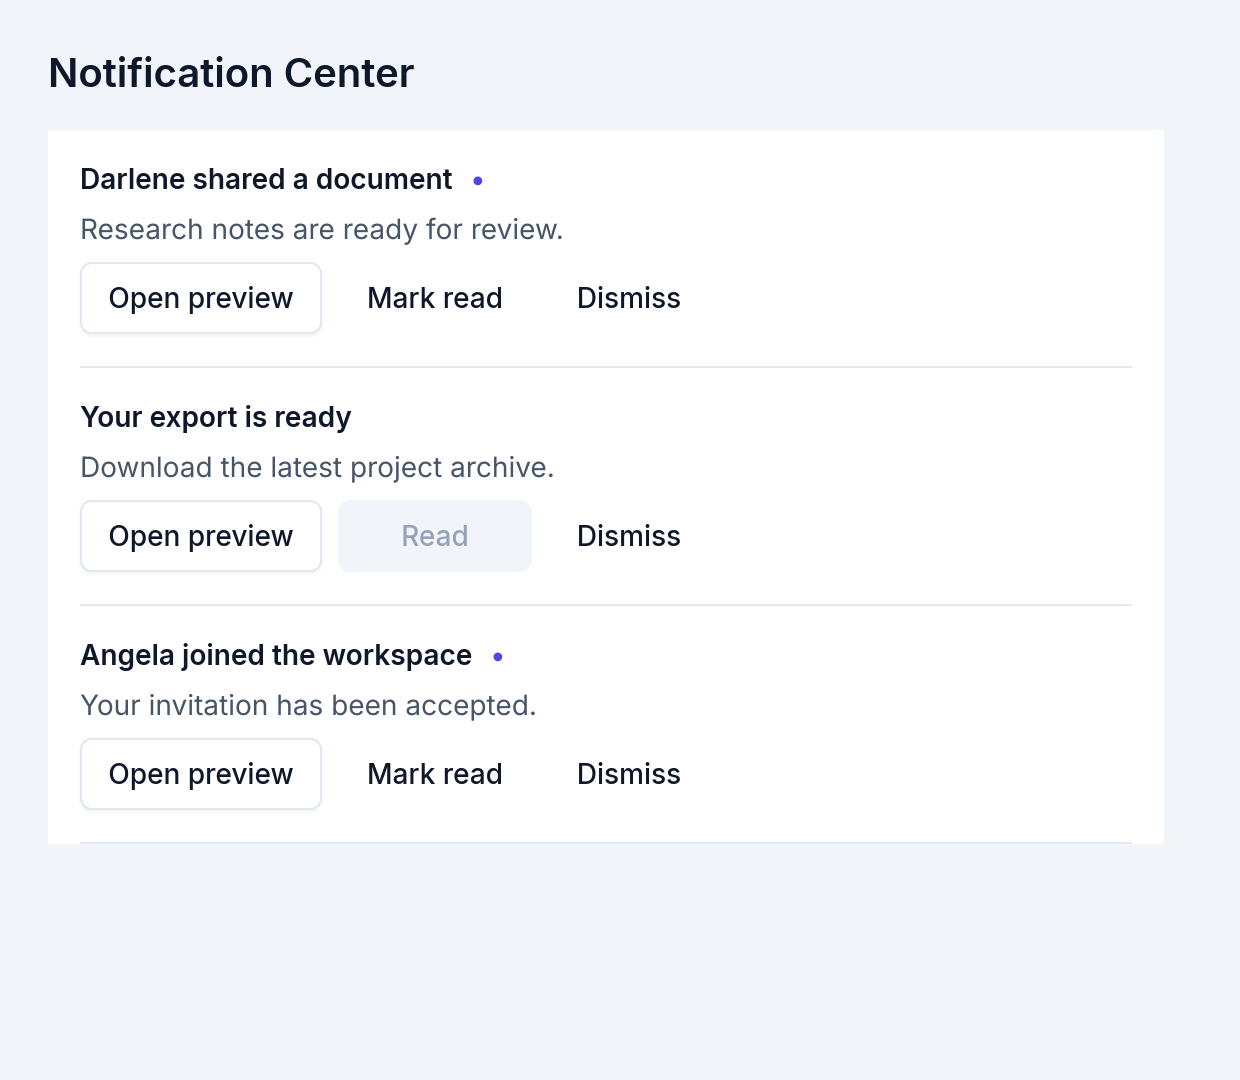 Notification Center
Darlene shared a document
Research notes are ready for review.
Open preview Mark read Dismiss
Your export is ready
Download the latest project archive.
Open preview Read Dismiss
Angela joined the workspace
Your invitation has been accepted.
Open preview Mark read Dismiss